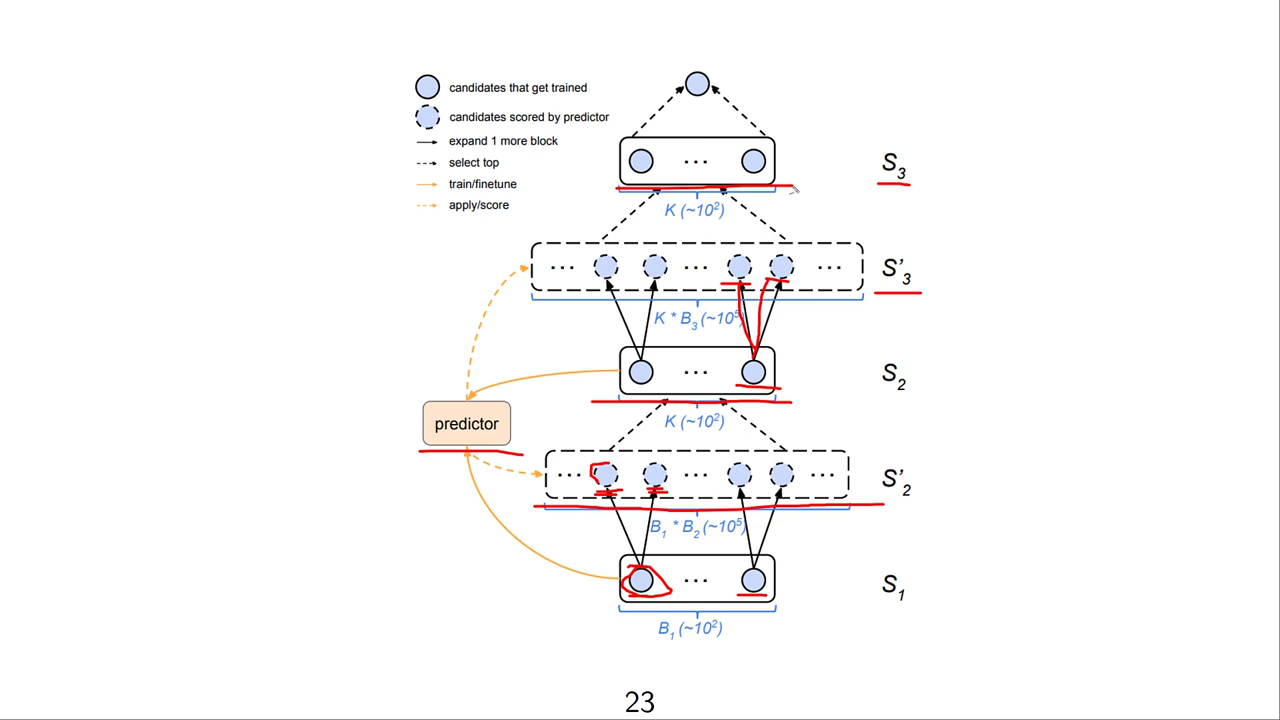 candidates that get trained
candidates scored by predictor
expand 1 more block
select top
train/finetune
apply/score
S₃
K (~10²)
S'₃
K * B₃ (~10⁵)
S₂
K (~10²)
predictor
S'₂
B₁ * B₂ (~10⁵)
S₁
B₁ (~10²)
23